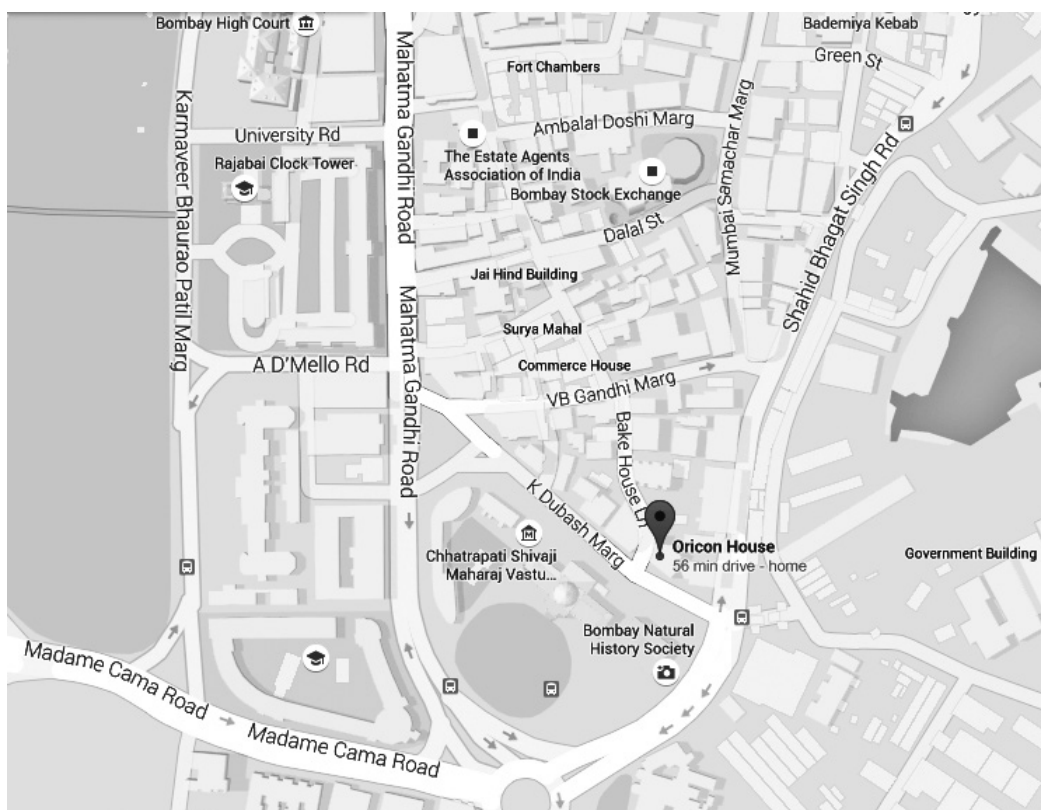 Bombay High Court
Bademiya Kebab
Green St
Fort Chambers
Mahatma Gandhi Road
Karmaveer Bhaurao Patil Marg
University Rd
Ambalal Doshi Marg
The Estate Agents
Association of India
Rajabai Clock Tower
Bombay Stock Exchange
Mumbai Samachar Marg
Shahid Bhagat Singh Rd
Dalal St
Jai Hind Building
Mahatma Gandhi Road
Surya Mahal
A D'Mello Rd
Commerce House
VB Gandhi Marg
Bake House Ln
K Dubash Marg
Chhatrapati Shivaji
Maharaj Vastu...
Oricon House
56 min drive - home
Government Building
Bombay Natural
History Society
Madame Cama Road
Madame Cama Road